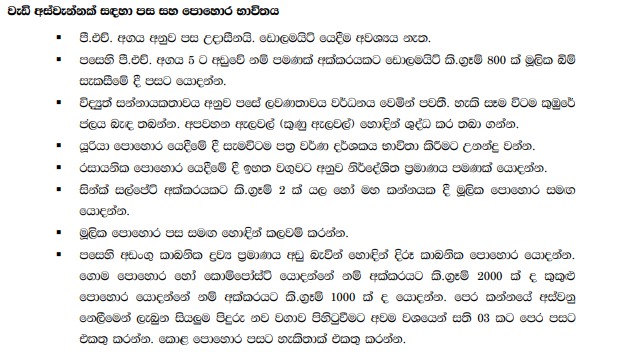 වැඩි අස්වැන්නක් සඳහා පස සහ පොහොර භාවිතය
▪ පී.එච්. අගය අනුව පස උදාසීනයි. ඩොලමයිට් යෙදීම අවශ්‍යය නැත.
▪ පසෙහි පී.එච්. අගය 5 ට අඩුවේ නම් පමණක් අක්කරයකට ඩොලමයිට් කි.ග්‍රෑම් 800 ක් මූලික බිම්
සැකසීමේ දී පසට යොදන්න.
▪ විද්‍යුත් සන්නායකතාවය අනුව පසේ ලවණතාවය වර්ධනය වෙමින් පවතී. හැකි සෑම විටම කුඹුරේ
ජලය බැඳ තබන්න. අපවහන ඇලවල් (කුණු ඇලවල්) හොඳින් ශුද්ධ කර තබා ගන්න.
▪ යූරියා පොහොර යෙදීමේ දී සැමවිටම පත්‍ර වර්ණ දර්ශකය භාවිතා කිරීමට උනන්දු වන්න.
▪ රසායනික පොහොර යෙදීමේ දී ඉහත වගුවට අනුව නිර්දේශිත ප්‍රමාණය පමණක් යොදන්න.
▪ සින්ක් සල්පේට් අක්කරයකට කි.ග්‍රෑම් 2 ක් යල හෝ මහ කන්නයක දී මූලික පොහොර සමඟ
යොදන්න.
▪ මූලික පොහොර පස සමඟ හොඳින් කලවම් කරන්න.
▪ පසෙහි අඩංගු කාබනික ද්‍රව්‍ය ප්‍රමාණය අඩු බැවින් හොඳින් දිරූ කාබනික පොහොර යොදන්න.
ගොම පොහොර හෝ කොම්පෝස්ට් යොදන්නේ නම් අක්කරයට කි.ග්‍රෑම් 2000 ක් ද කුකුළු
පොහොර යොදන්නේ නම් අක්කරයට කි.ග්‍රෑම් 1000 ක් ද යොදන්න. පෙර කන්නයේ අස්වනු
නෙලීමෙන් ලැබුන සියලුම පිදුරු නව වගාව පිහිටුවීමට අවම වශයෙන් සති 03 කට පෙර පසට
එකතු කරන්න. කොළ පොහොර පසට හැකිතාක් එකතු කරන්න.